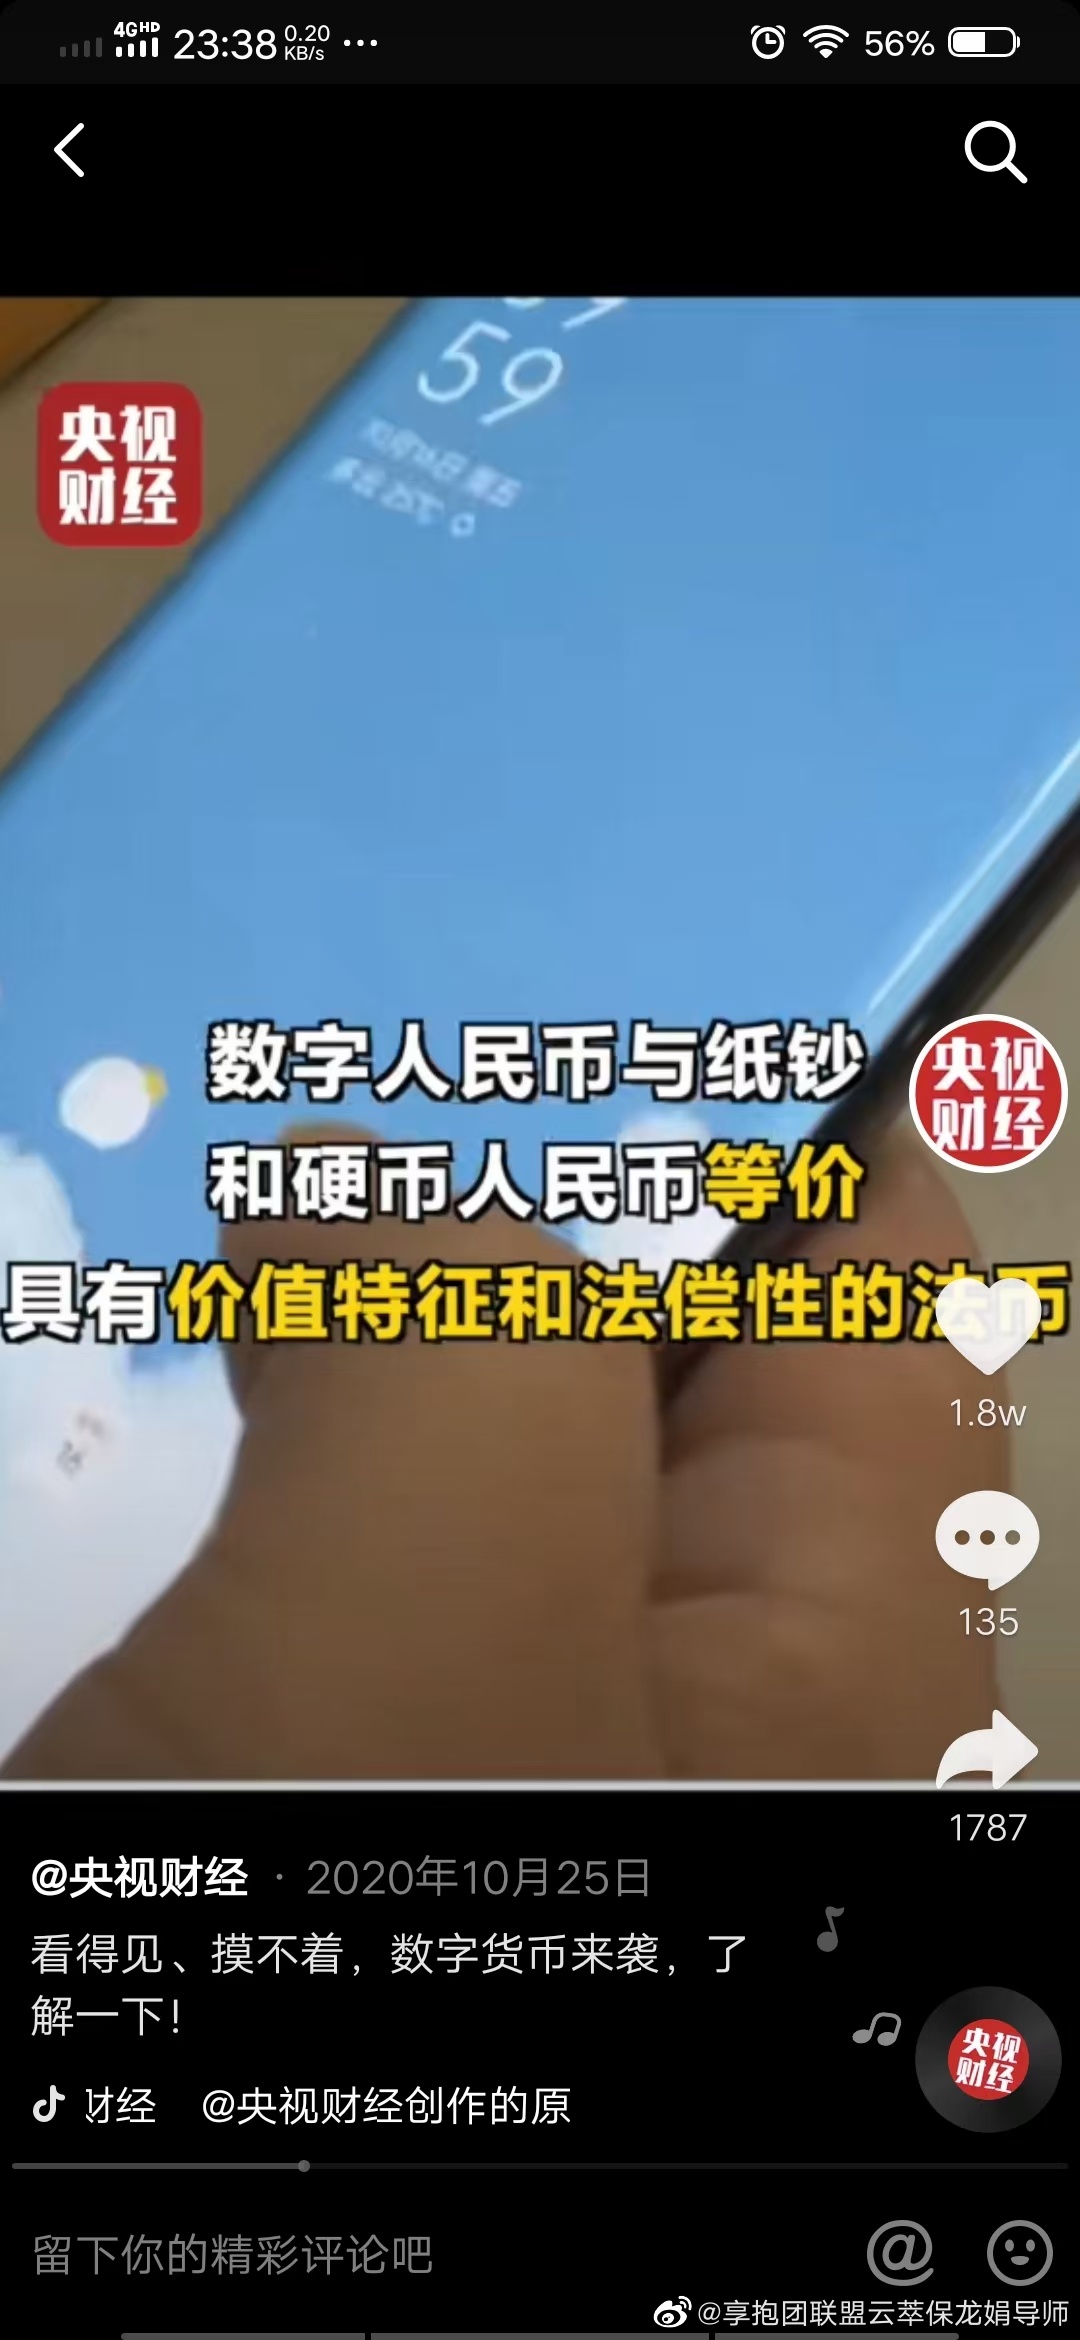 4GHD
23:38
0.20
KB/s
56%
59
央视
财经
数字人民币与纸钞
和硬币人民币等价
具有价值特征和法偿性的法币
央视
财经
1.8w
135
1787
@央视财经 · 2020年10月25日
看得见、摸不着，数字货币来袭，了
解一下！
央视
财经
财经 @央视财经创作的原
留下你的精彩评论吧
@享抱团联盟云萃保龙娟导师